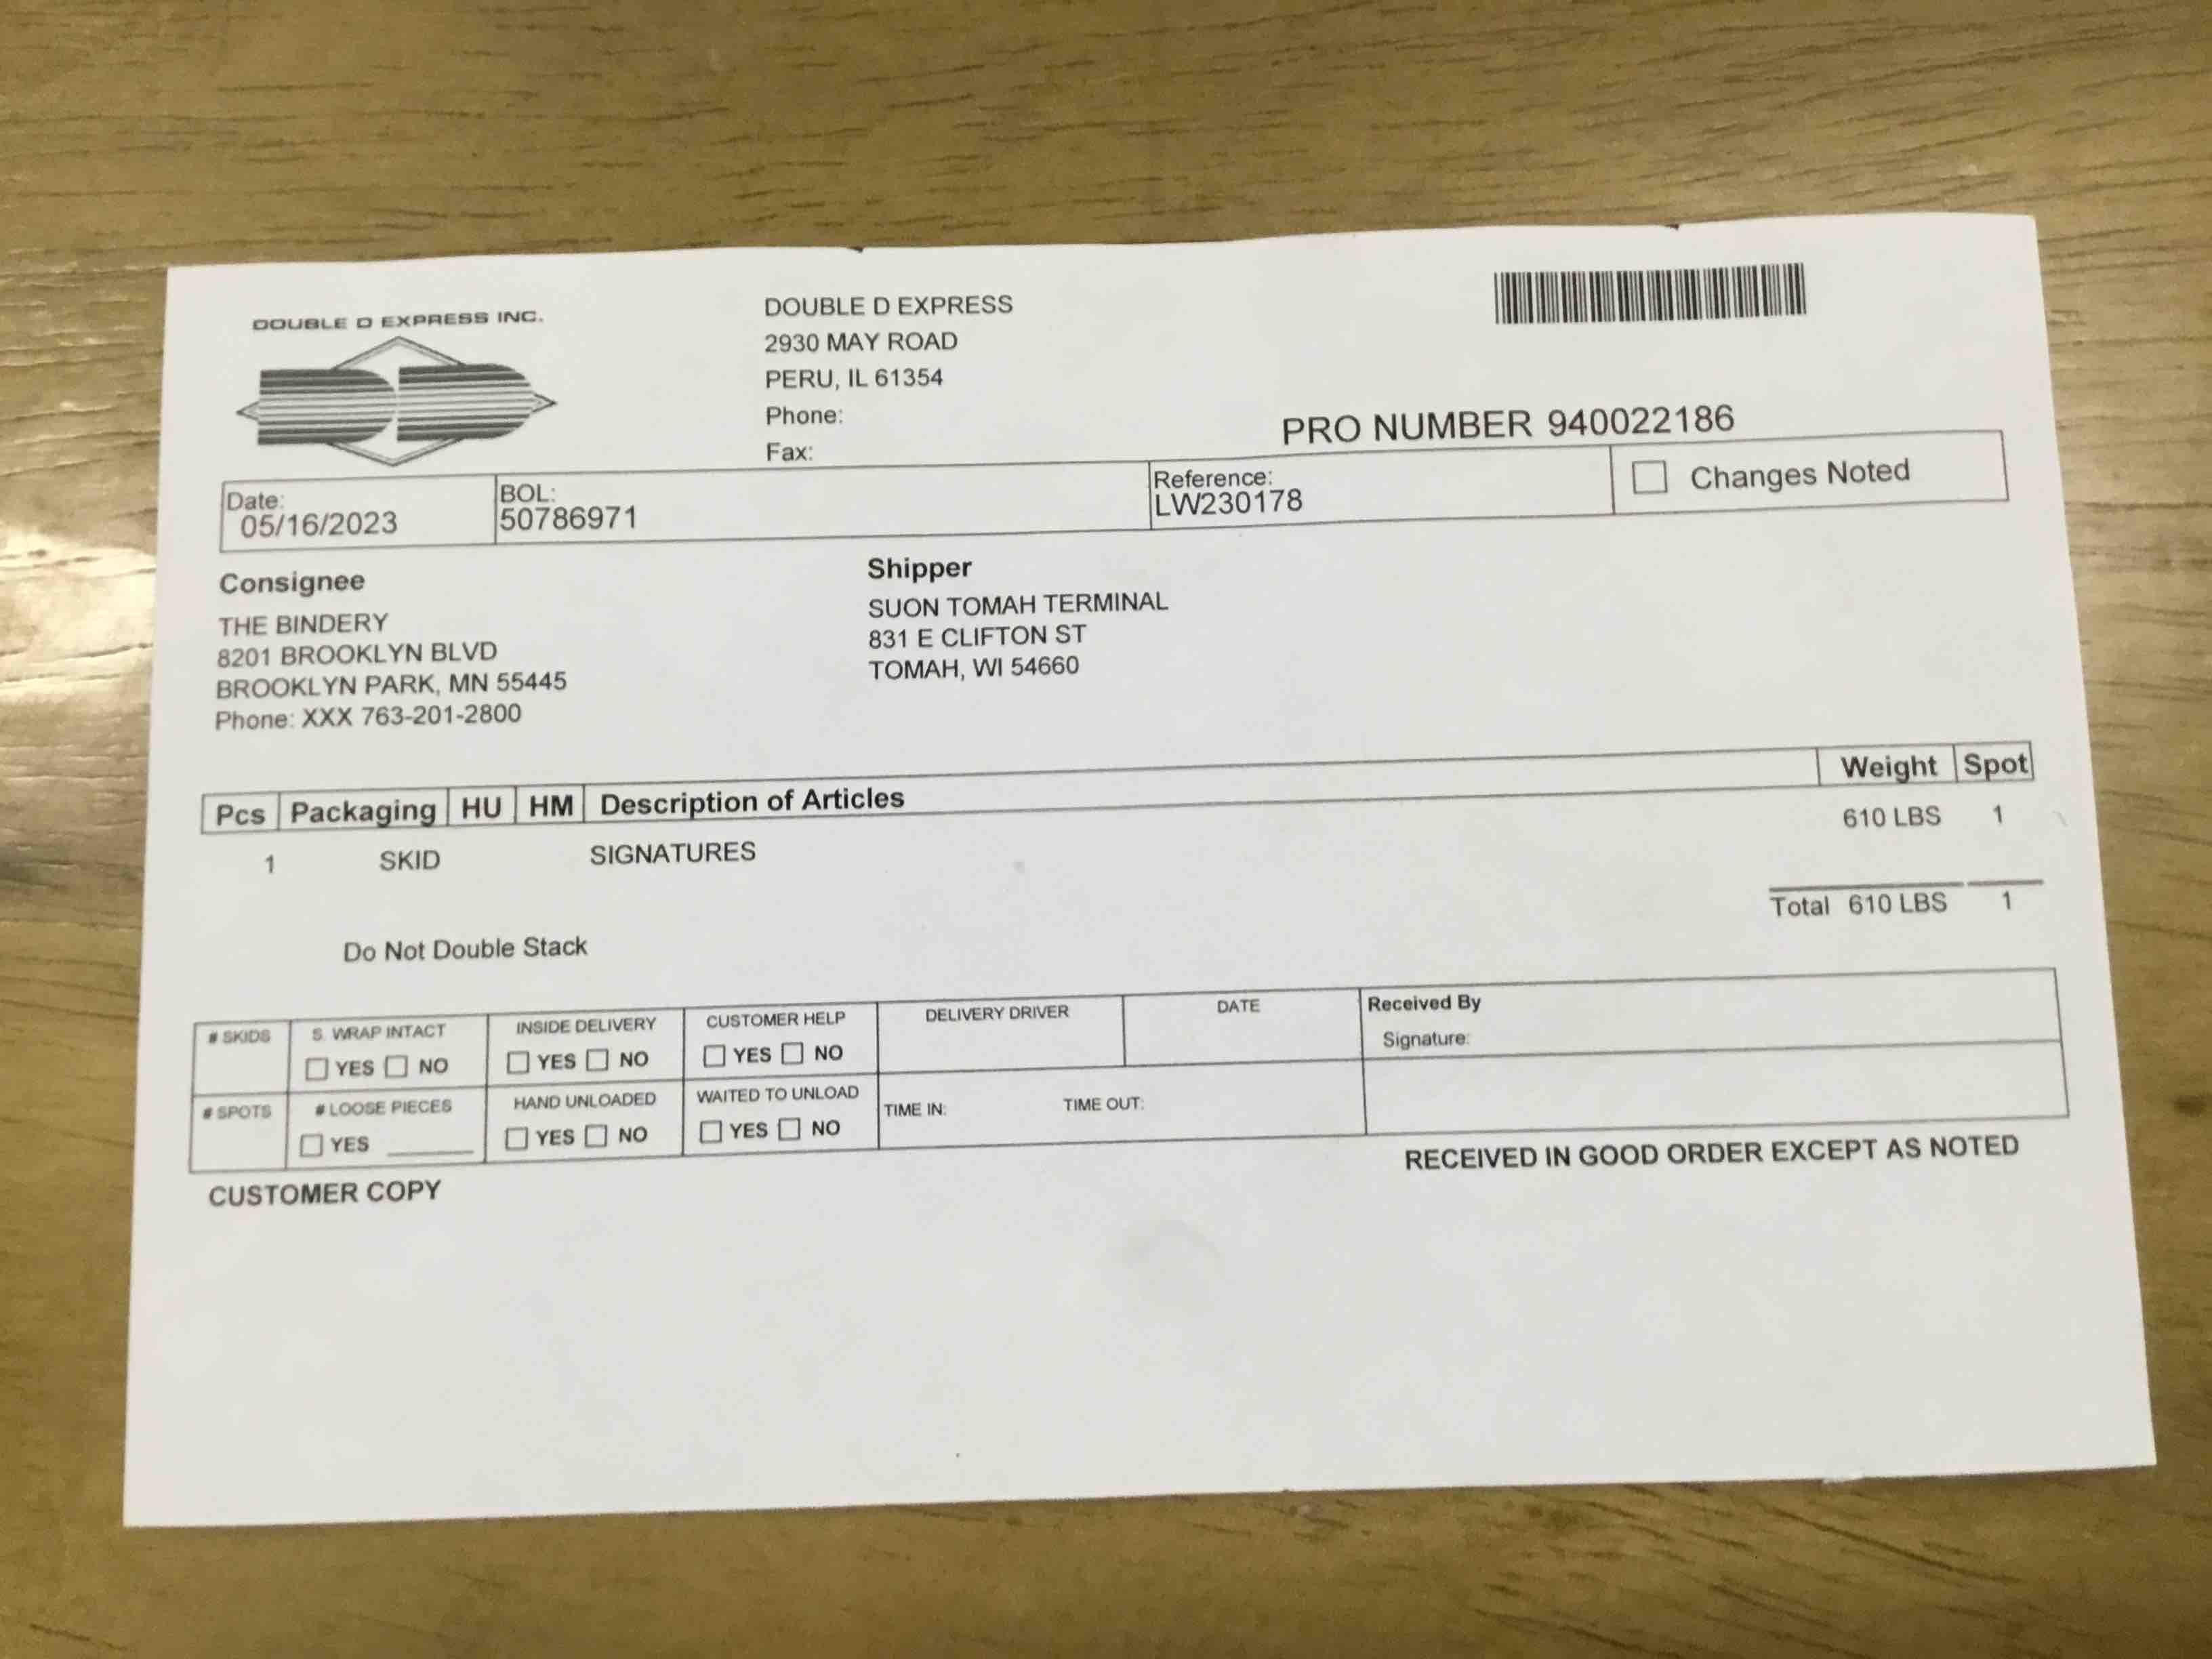 DOUBLE D EXPRESS INC.
DOUBLE D EXPRESS
2930 MAY ROAD
PERU, IL 61354
Phone:
Fax:
PRO NUMBER 940022186
Date: BOL: Reference: Changes Noted
05/16/2023 50786971 LW230178
Consignee
THE BINDERY
8201 BROOKLYN BLVD
BROOKLYN PARK, MN 55445
Phone: XXX 763-201-2800
Shipper
SUON TOMAH TERMINAL
831 E CLIFTON ST
TOMAH, WI 54660
Pcs Packaging HU HM Description of Articles Weight Spot
1 SKID SIGNATURES 610 LBS 1
Total 610 LBS 1
Do Not Double Stack
# SKIDS S. WRAP INTACT INSIDE DELIVERY CUSTOMER HELP DELIVERY DRIVER DATE Received By
YES NO YES NO YES NO Signature:
# SPOTS # LOOSE PIECES HAND UNLOADED WAITED TO UNLOAD TIME IN: TIME OUT:
YES YES NO YES NO
RECEIVED IN GOOD ORDER EXCEPT AS NOTED
CUSTOMER COPY